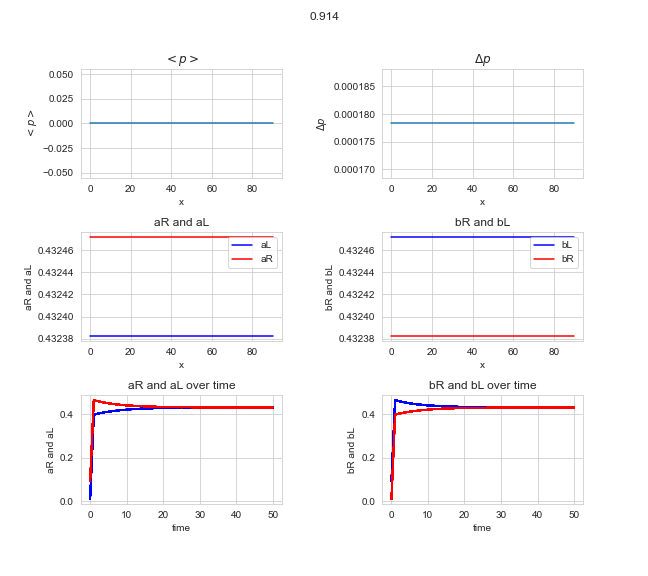 0.914
< p >
Δp
0.050
0.025
0.000
−0.025
−0.050
< p >
0 20 40 60 80
x
0.000185
0.000180
0.000175
0.000170
Δp
0 20 40 60 80
x
aR and aL
bR and bL
0.43246
0.43244
0.43242
0.43240
0.43238
aR and aL
aL
aR
0 20 40 60 80
x
0.43246
0.43244
0.43242
0.43240
0.43238
bR and bL
bL
bR
0 20 40 60 80
x
aR and aL over time
bR and bL over time
0.4
0.2
0.0
aR and aL
0 10 20 30 40 50
time
0.4
0.2
0.0
bR and bL
0 10 20 30 40 50
time